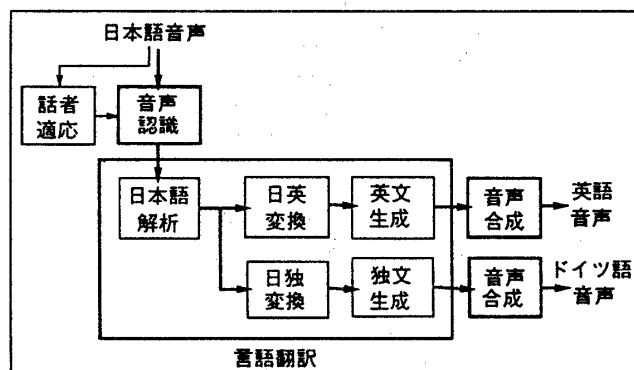 日本語音声
話者
適応
音声
認識
日本語
解析
日英
変換
英文
生成
音声
合成
英語
音声
日独
変換
独文
生成
音声
合成
ドイツ語
音声
言語翻訳